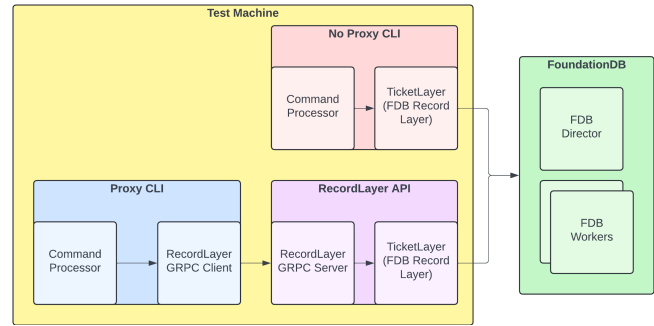 Test Machine
No Proxy CLI
Command
Processor
TicketLayer
(FDB Record
Layer)
Proxy CLI
Command
Processor
RecordLayer
GRPC Client
RecordLayer API
RecordLayer
GRPC Server
TicketLayer
(FDB Record
Layer)
FoundationDB
FDB
Director
FDB
Workers